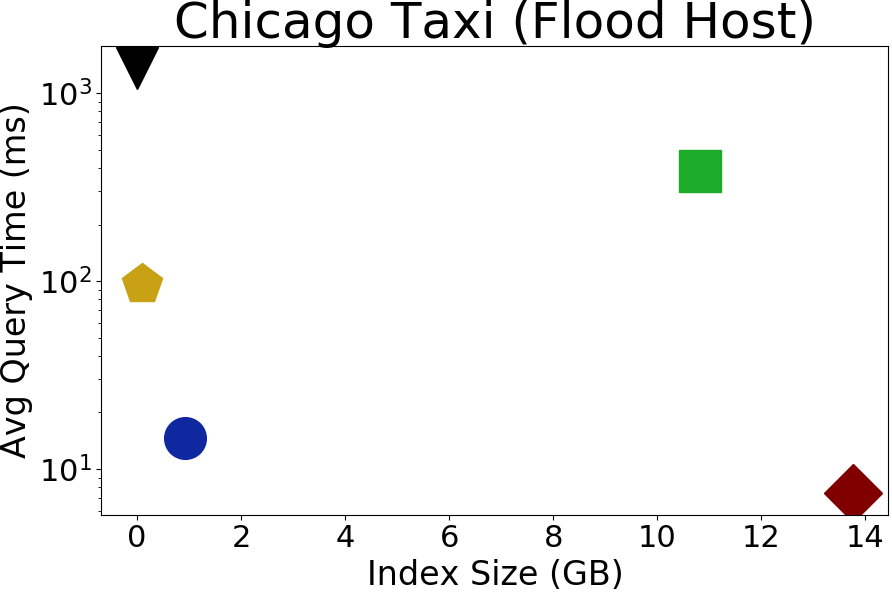 Chicago Taxi (Flood Host)
Avg Query Time (ms)
10³
10²
10¹
0 2 4 6 8 10 12 14
Index Size (GB)